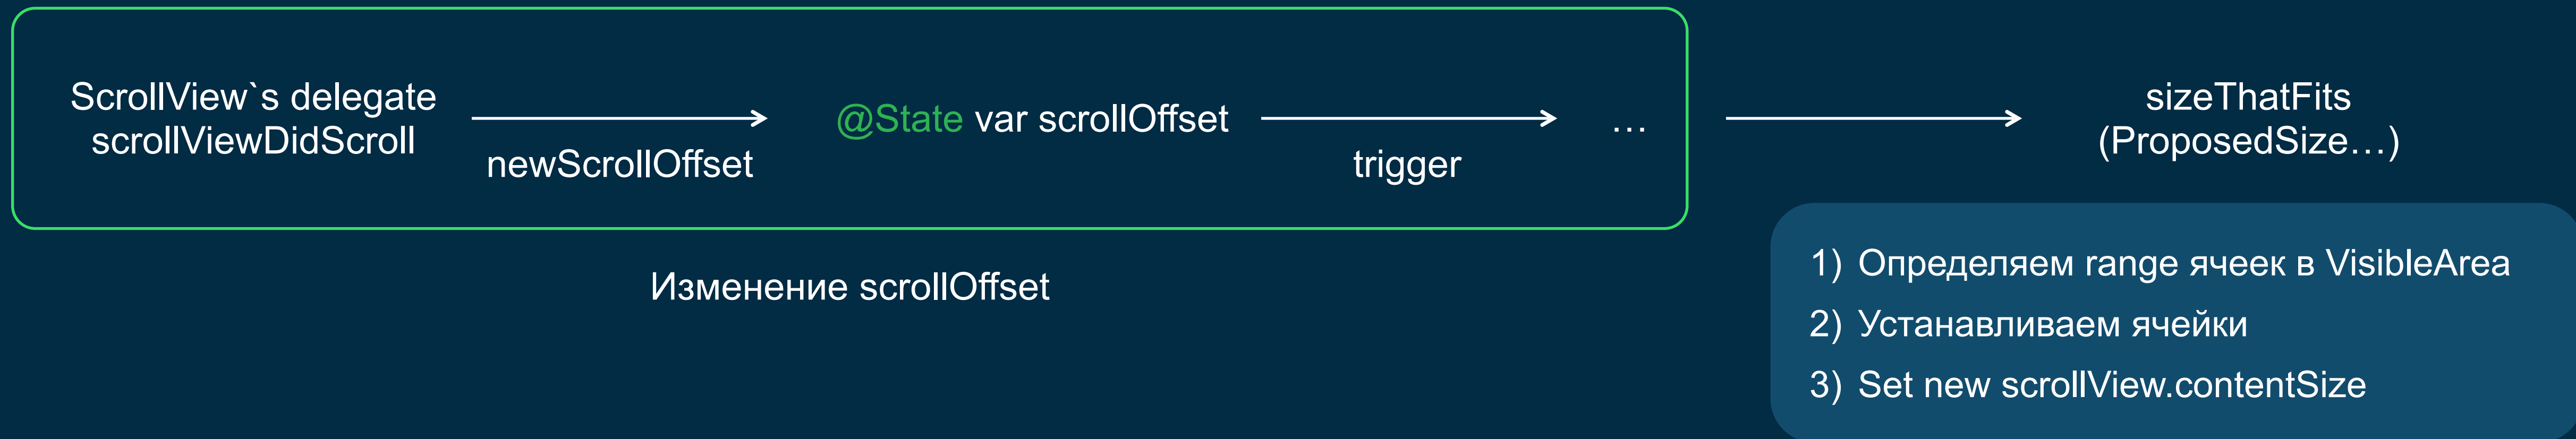 ScrollView`s delegate
scrollViewDidScroll
newScrollOffset
@State var scrollOffset
trigger
…
sizeThatFits
(ProposedSize…)
Изменение scrollOffset
1) Определяем range ячеек в VisibleArea
2) Устанавливаем ячейки
3) Set new scrollView.contentSize